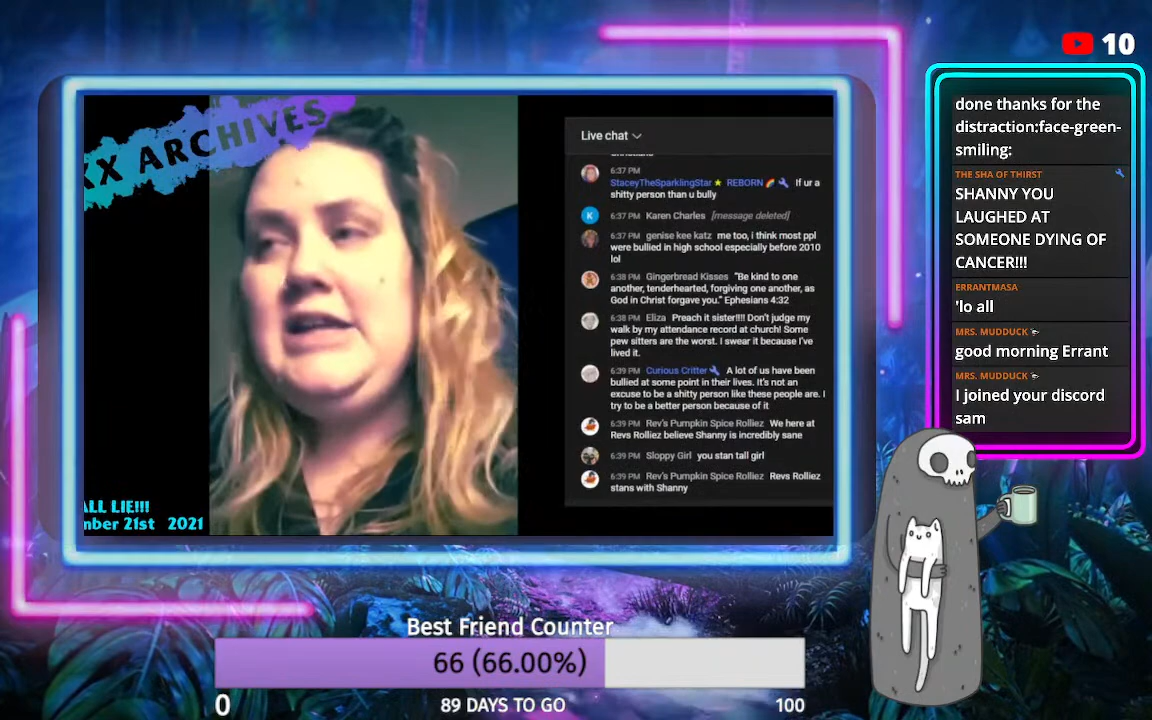 10
XX ARCHIVES
Live chat
6:37 PM
StaceyTheSparklingStar REBORN If ur a
shitty person than u bully
K 6:37 PM Karen Charles [message deleted]
6:37 PM genise kee katz me too, i think most ppl
were bullied in high school especially before 2010
lol
6:38 PM Gingerbread Kisses "Be kind to one
another, tenderhearted, forgiving one another, as
God in Christ forgave you." Ephesians 4:32
6:38 PM Eliza Preach it sister!!!! Don't judge my
walk by my attendance record at church! Some
pew sitters are the worst. I swear it because I've
lived it.
6:39 PM Curious Critter A lot of us have been
bullied at some point in their lives. It's not an
excuse to be a shitty person like these people are. I
try to be a better person because of it
6:39 PM Rev's Pumpkin Spice Rolliez We here at
Revs Rolliez believe Shanny is incredibly sane
6:39 PM Sloppy Girl you stan tall girl
6:39 PM Rev's Pumpkin Spice Rolliez Revs Rolliez
stans with Shanny
ALL LIE!!!
mber 21st 2021
done thanks for the
distraction:face-green-
smiling:
THE SHA OF THIRST
SHANNY YOU
LAUGHED AT
SOMEONE DYING OF
CANCER!!!
ERRANTMASA
'lo all
MRS. MUDDUCK
good morning Errant
MRS. MUDDUCK
I joined your discord
sam
Best Friend Counter
66 (66.00%)
0 89 DAYS TO GO 100